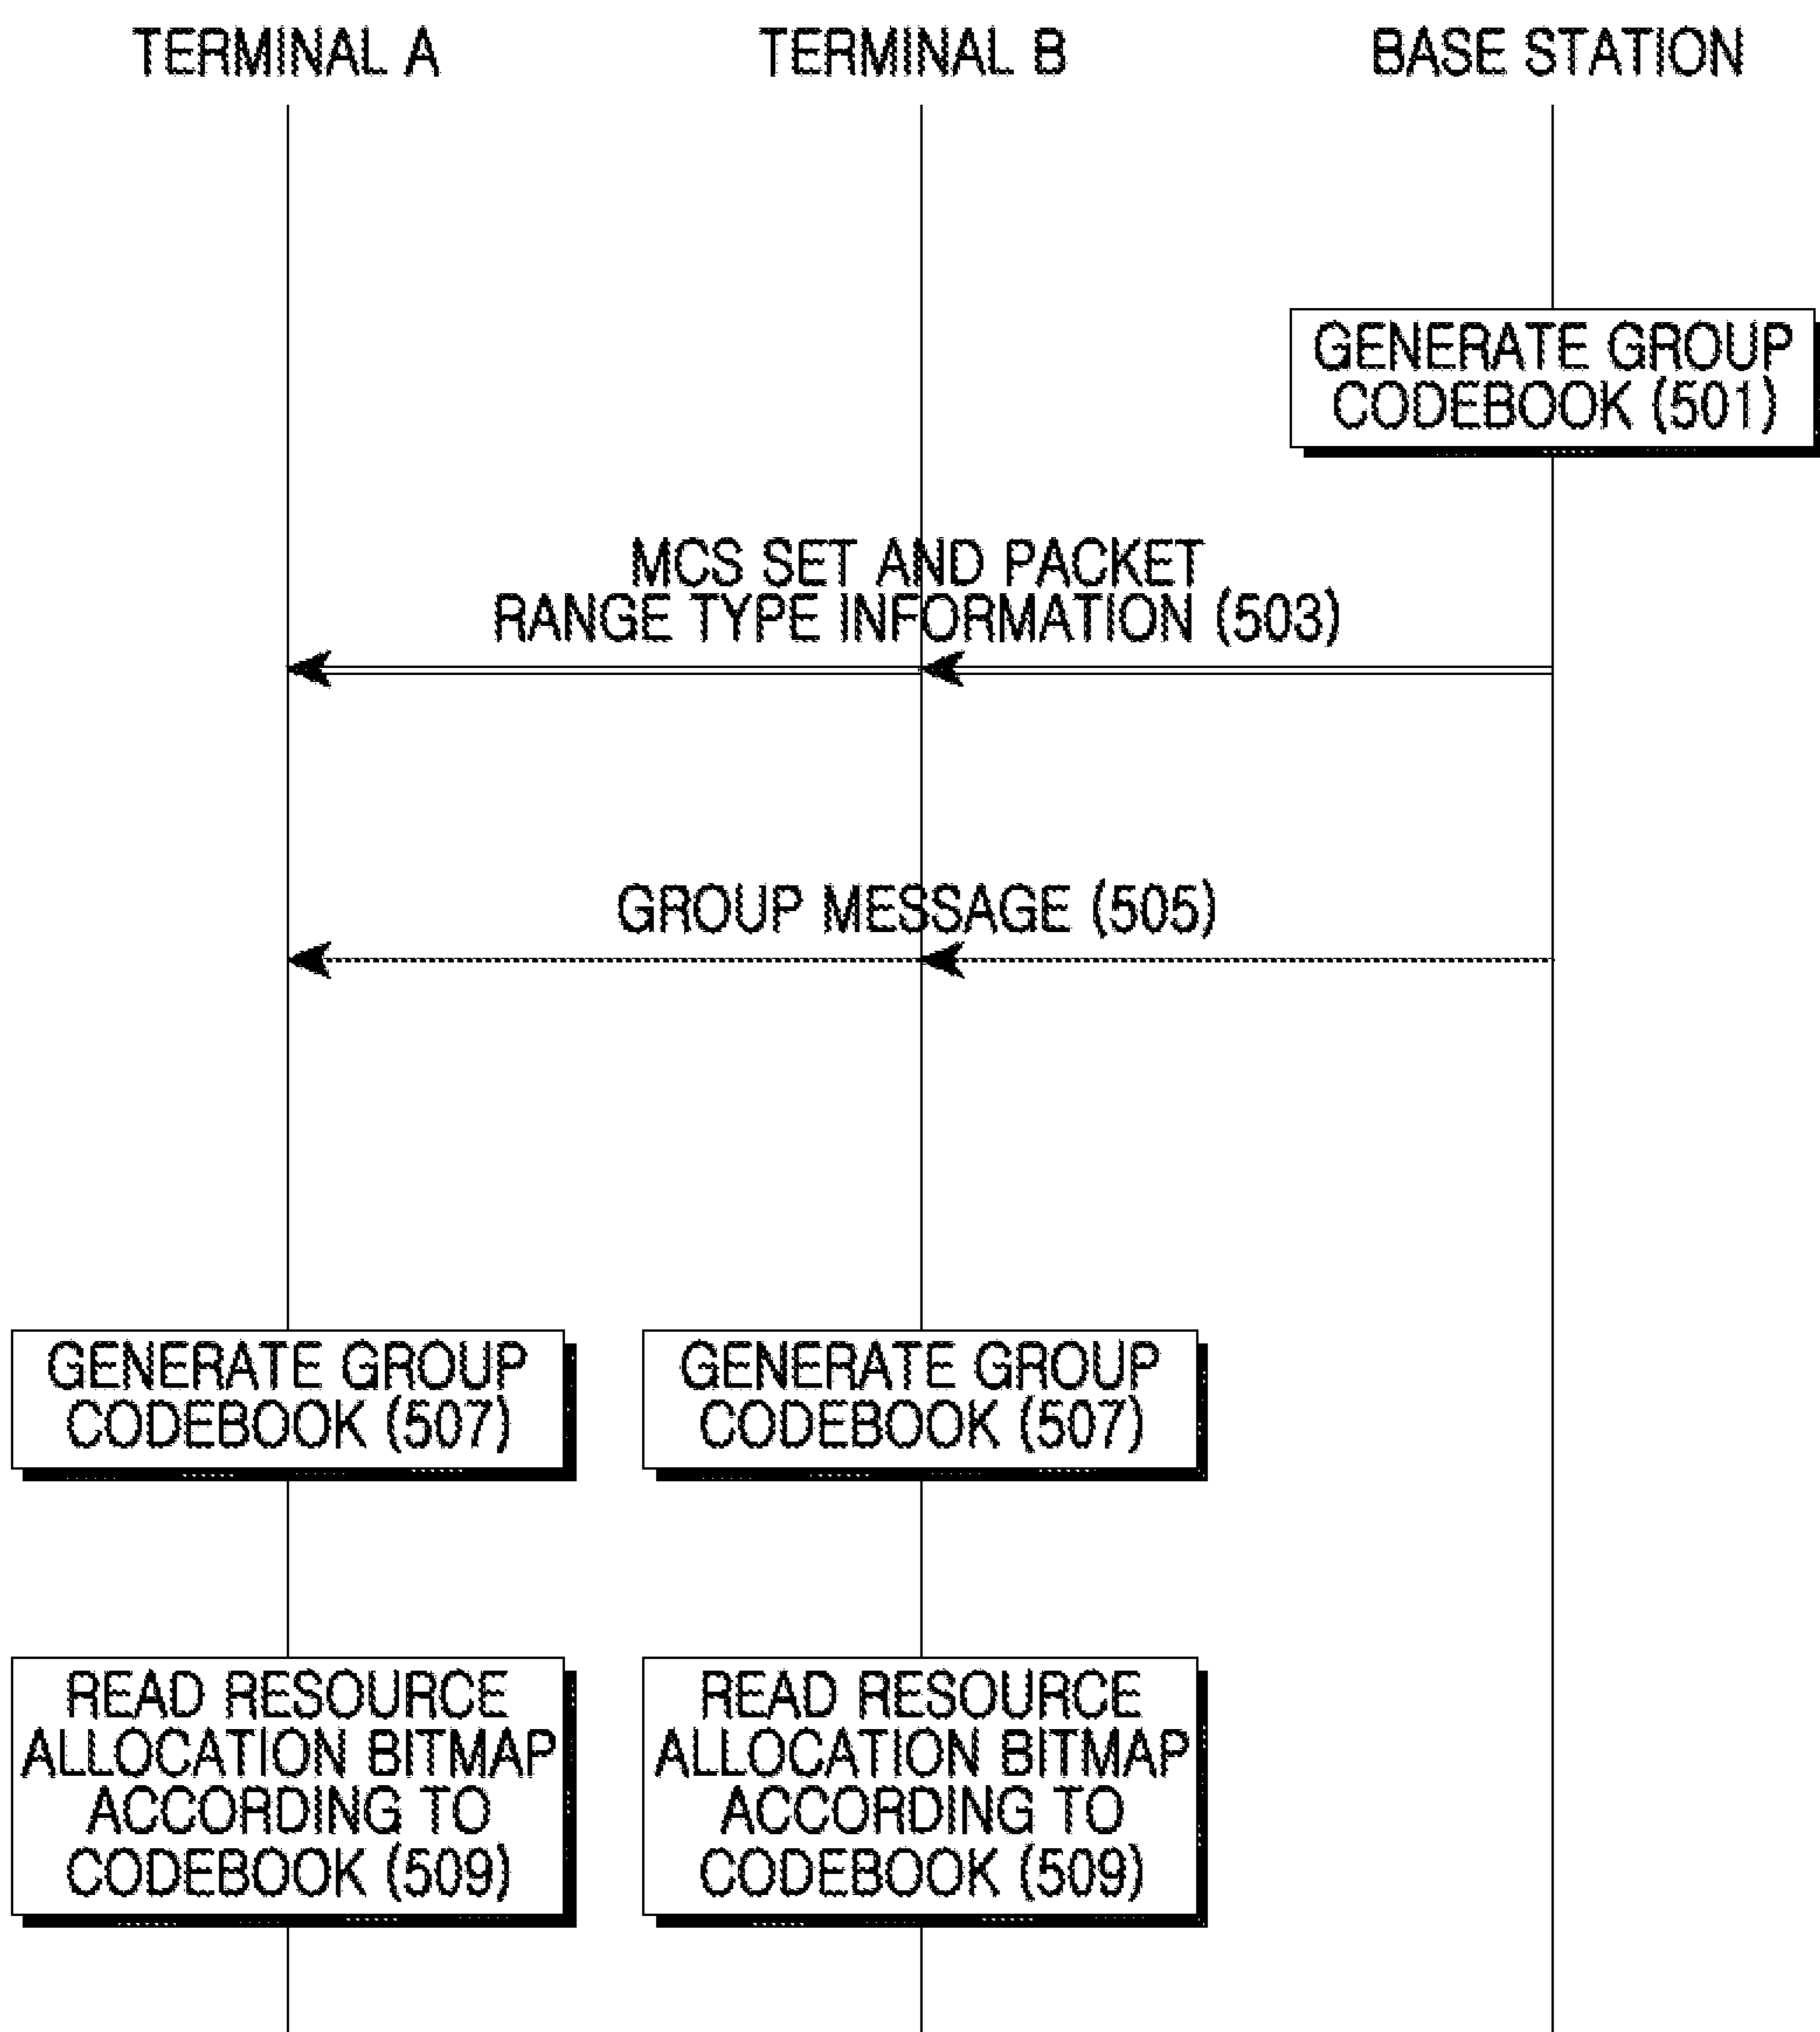 TERMINAL A
TERMINAL B
BASE STATION
GENERATE GROUP
CODEBOOK (501)
MCS SET AND PACKET
RANGE TYPE INFORMATION (503)
GROUP MESSAGE (505)
GENERATE GROUP
CODEBOOK (507)
GENERATE GROUP
CODEBOOK (507)
READ RESOURCE
ALLOCATION BITMAP
ACCORDING TO
CODEBOOK (509)
READ RESOURCE
ALLOCATION BITMAP
ACCORDING TO
CODEBOOK (509)